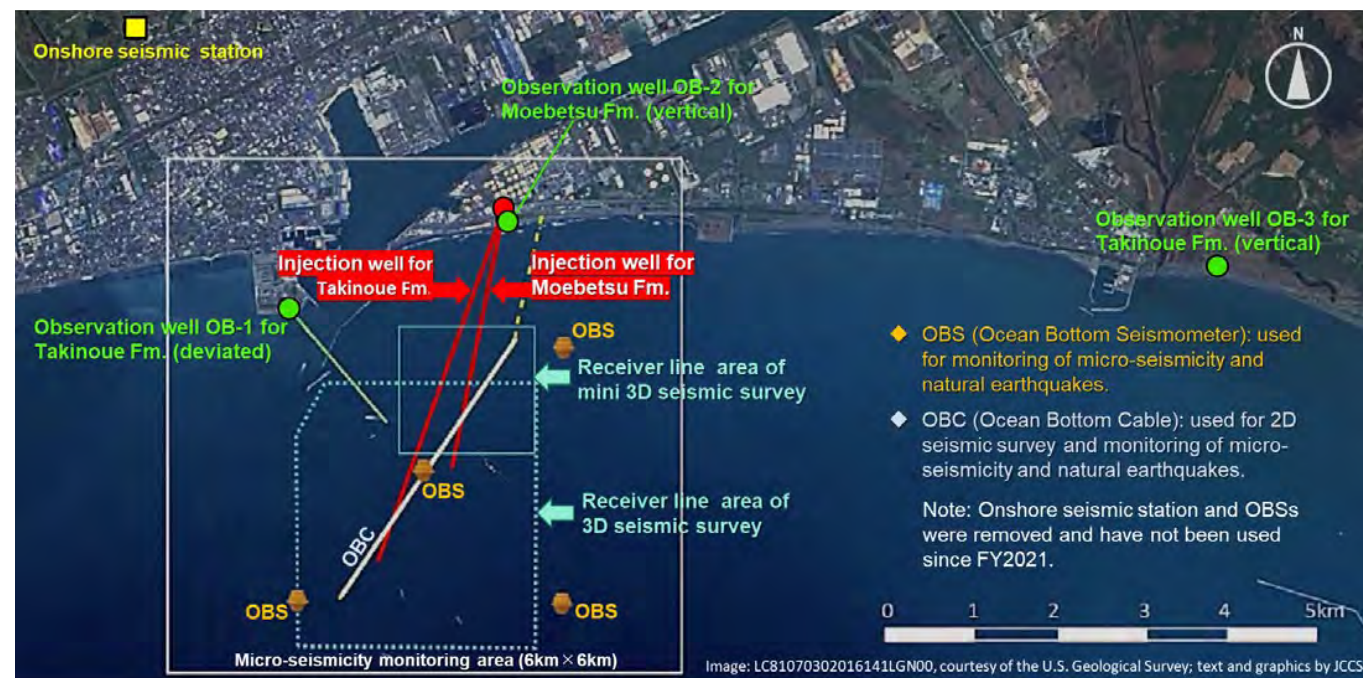 Onshore seismic station
N
Observation well OB-2 for
Moebetsu Fm. (vertical)
Observation well OB-3 for
Takinoue Fm. (vertical)
Injection well for
Takinoue Fm.
Injection well for
Moebetsu Fm.
Observation well OB-1 for
Takinoue Fm. (deviated)
OBS
Receiver line area of
mini 3D seismic survey
OBS
Receiver line area of
3D seismic survey
OBC
OBS
OBS
Micro-seismicity monitoring area (6km×6km)
◆ OBS (Ocean Bottom Seismometer): used
for monitoring of micro-seismicity and
natural earthquakes.
◆ OBC (Ocean Bottom Cable): used for 2D
seismic survey and monitoring of micro-
seismicity and natural earthquakes.
Note: Onshore seismic station and OBSs
were removed and have not been used
since FY2021.
0 1 2 3 4 5km
Image: LC81070302016141LGN00, courtesy of the U.S. Geological Survey; text and graphics by JCCS